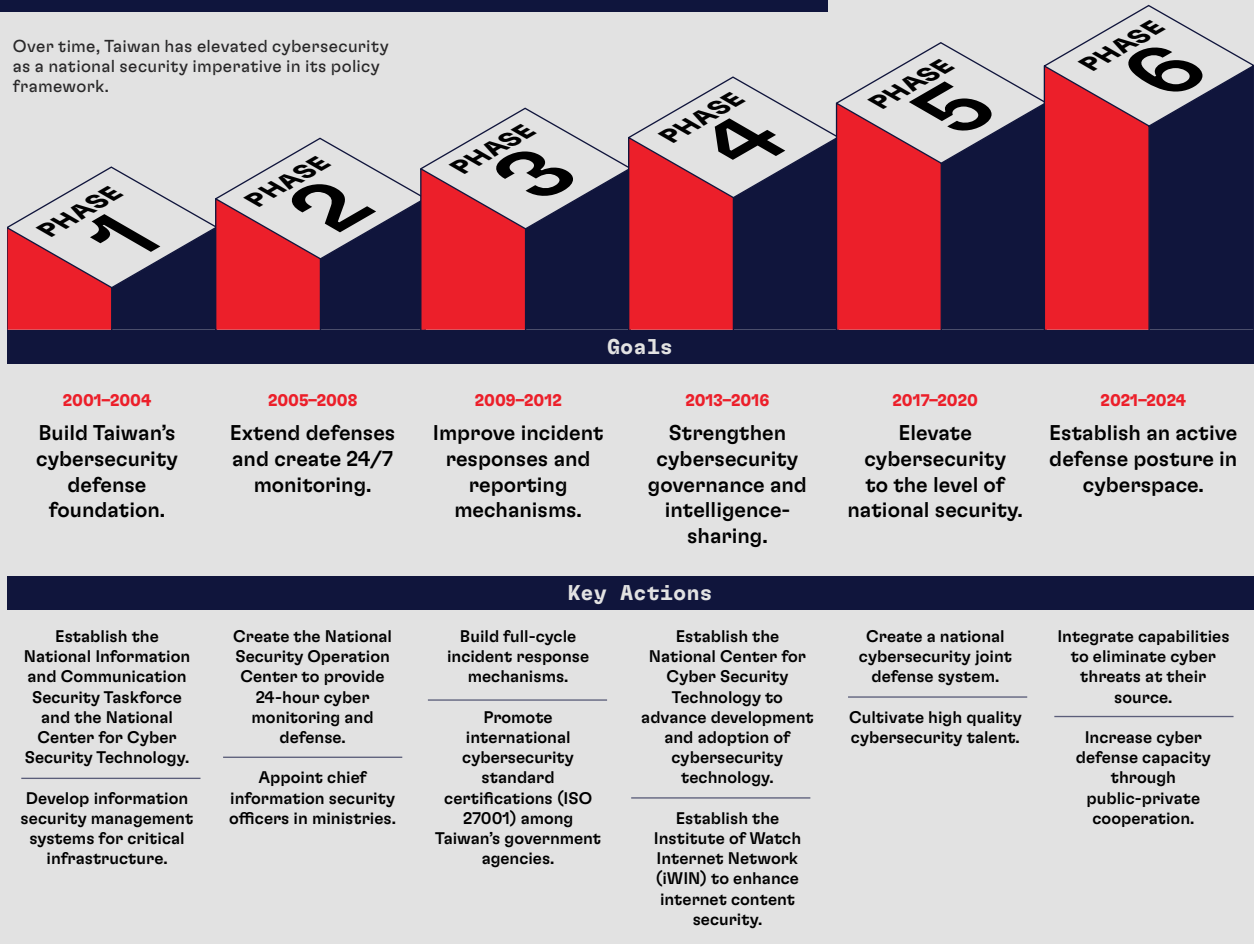 Over time, Taiwan has elevated cybersecurity
as a national security imperative in its policy
framework.
PHASE
1
PHASE
2
PHASE
3
PHASE
4
PHASE
5
PHASE
6
Goals
2001–2004
Build Taiwan’s
cybersecurity
defense
foundation.
2005–2008
Extend defenses
and create 24/7
monitoring.
2009–2012
Improve incident
responses and
reporting
mechanisms.
2013–2016
Strengthen
cybersecurity
governance and
intelligence-
sharing.
2017–2020
Elevate
cybersecurity
to the level of
national security.
2021–2024
Establish an active
defense posture in
cyberspace.
Key Actions
Establish the
National Information
and Communication
Security Taskforce
and the National
Center for Cyber
Security Technology.
Develop information
security management
systems for critical
infrastructure.
Create the National
Security Operation
Center to provide
24-hour cyber
monitoring and
defense.
Appoint chief
information security
officers in ministries.
Build full-cycle
incident response
mechanisms.
Promote
international
cybersecurity
standard
certifications (ISO
27001) among
Taiwan’s government
agencies.
Establish the
National Center for
Cyber Security
Technology to
advance development
and adoption of
cybersecurity
technology.
Establish the
Institute of Watch
Internet Network
(iWIN) to enhance
internet content
security.
Create a national
cybersecurity joint
defense system.
Cultivate high quality
cybersecurity talent.
Integrate capabilities
to eliminate cyber
threats at their
source.
Increase cyber
defense capacity
through
public-private
cooperation.